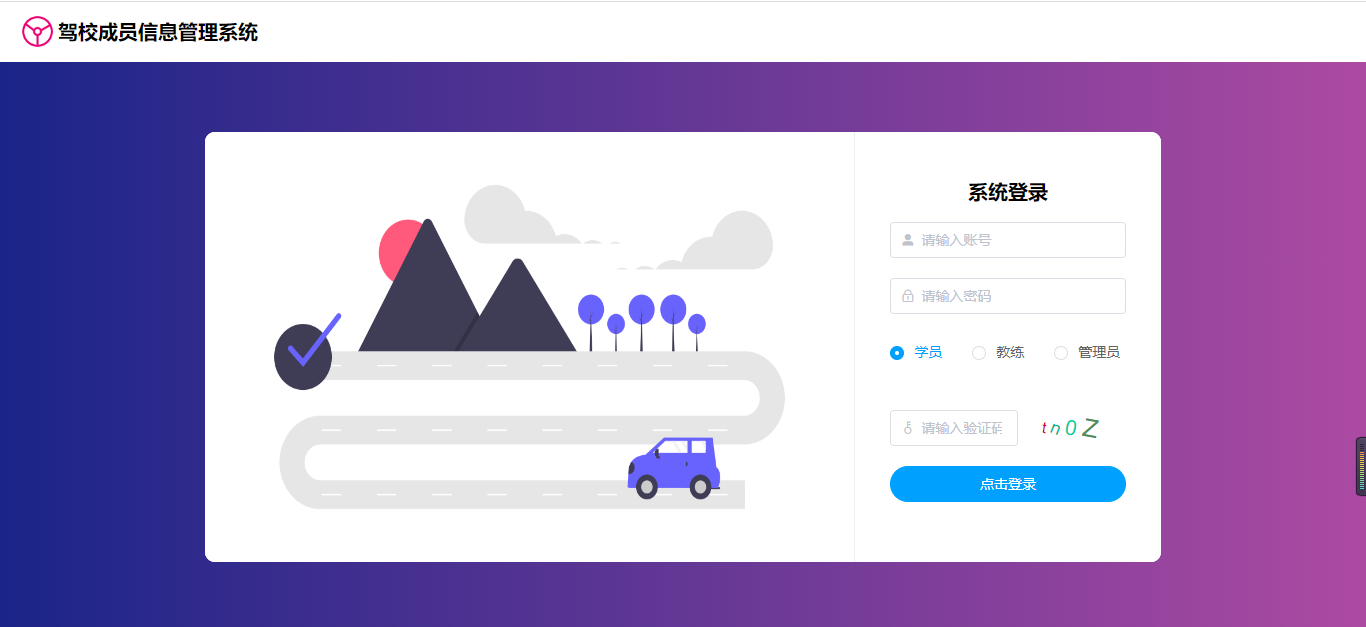 驾校成员信息管理系统
系统登录
请输入账号
请输入密码
学员 教练 管理员
请输入验证码 tn0Z
点击登录